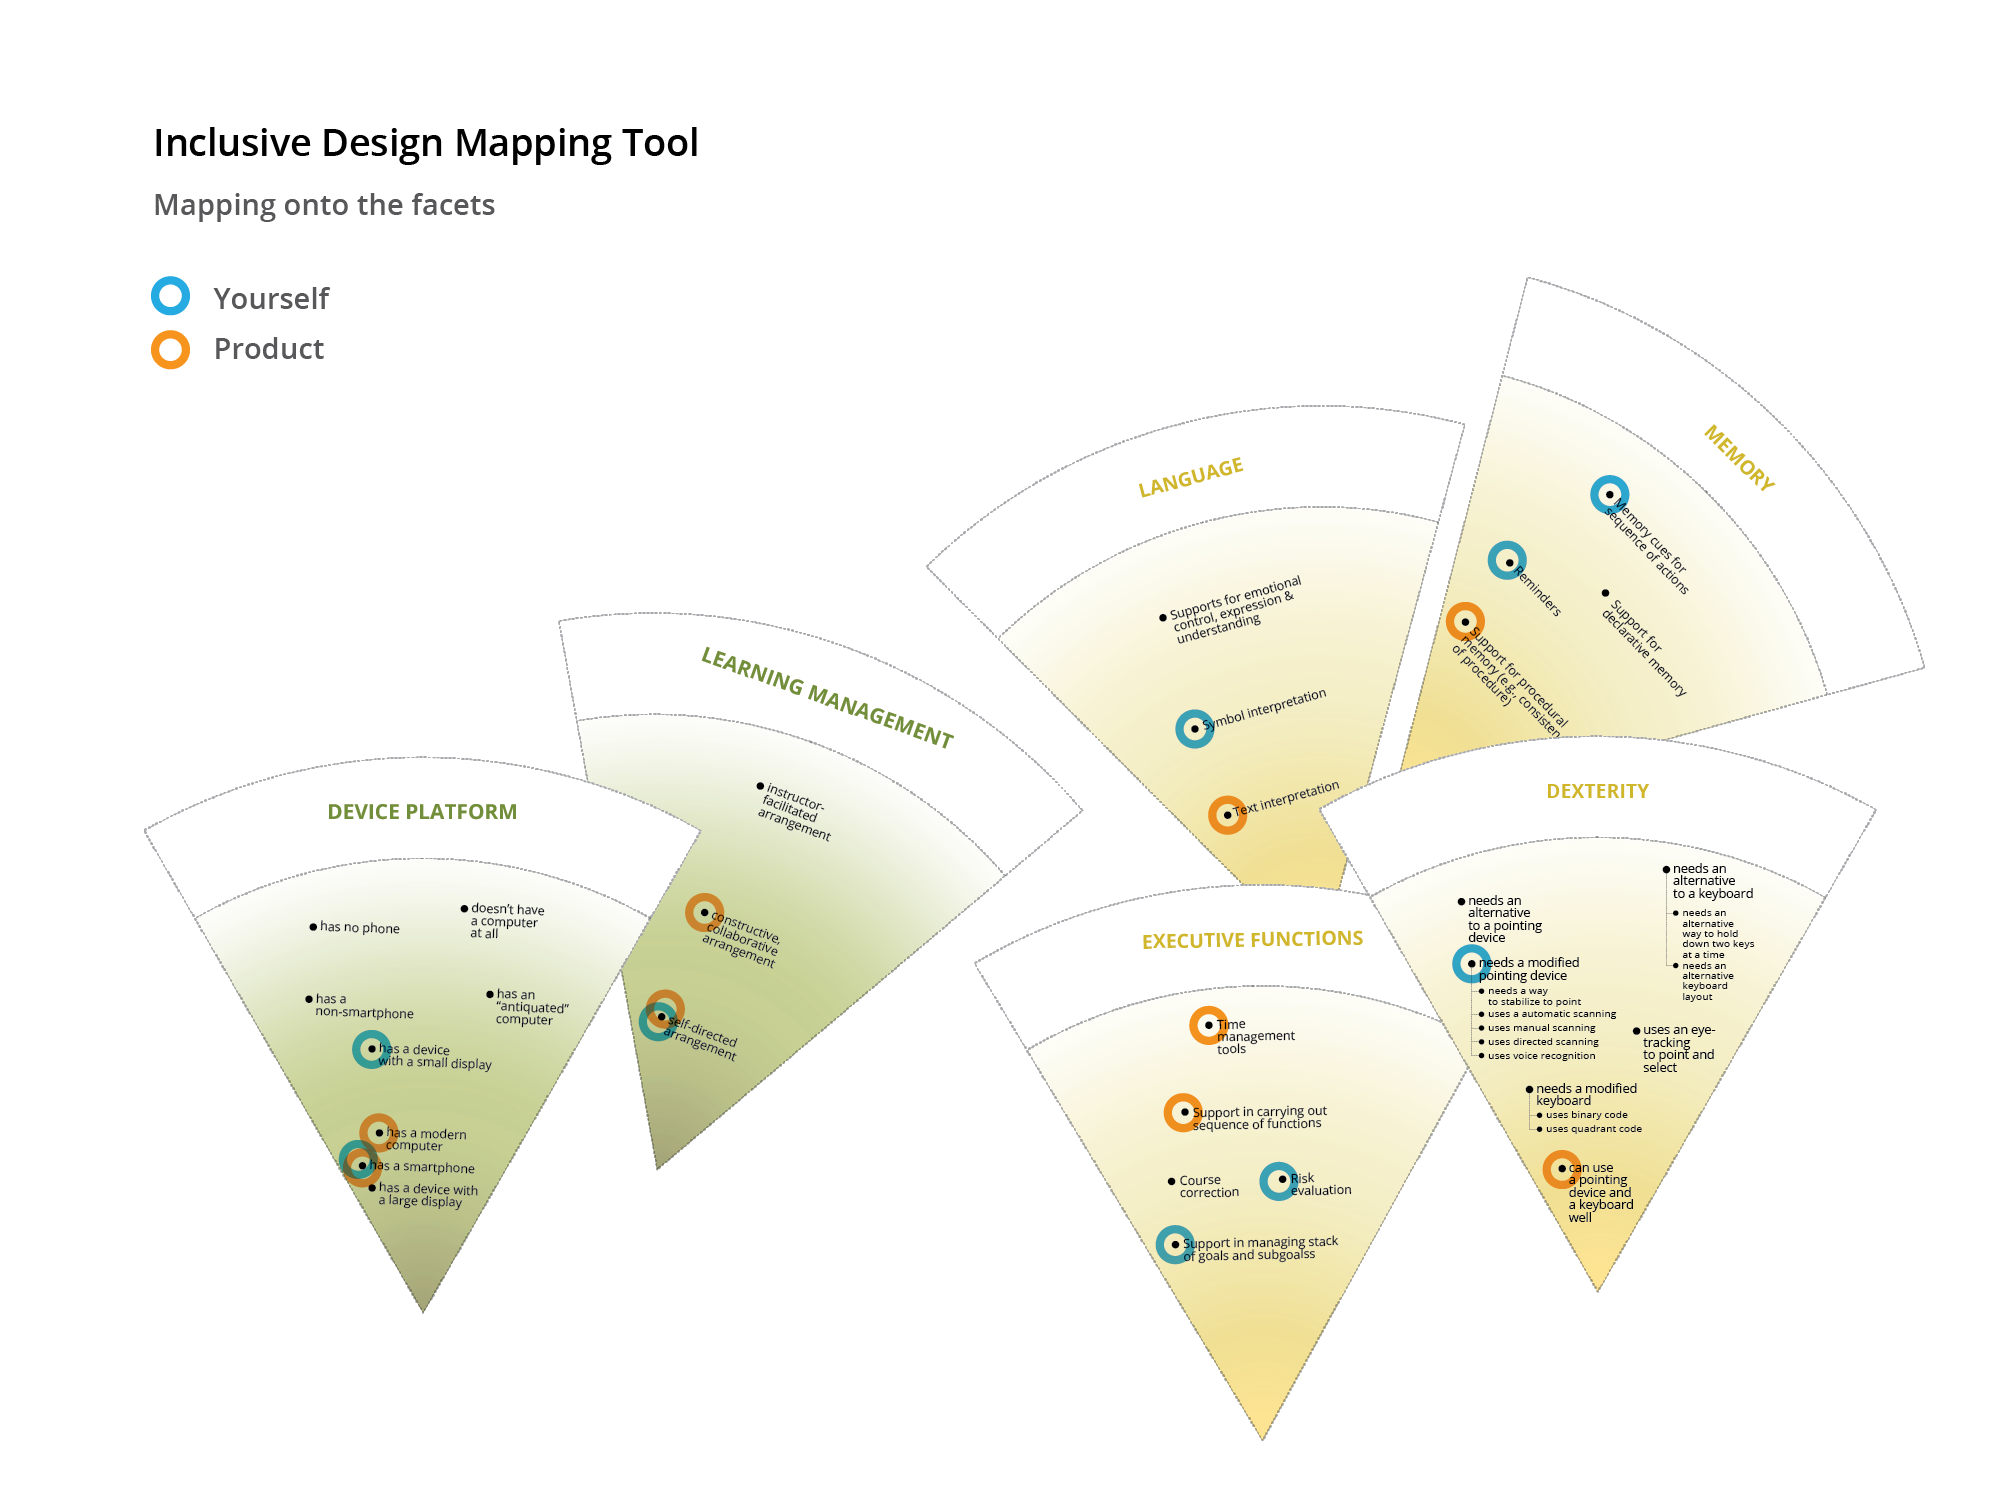 Inclusive Design Mapping Tool
Mapping onto the facets
Yourself
Product
DEVICE PLATFORM
has no phone
doesn't have
a computer
at all
has a
non-smartphone
has an
"antiquated"
computer
has a device
with a small display
has a modern
computer
has a smartphone
has a device with
a large display
LEARNING MANAGEMENT
instructor-
facilitated
arrangement
constructive,
collaborative
arrangement
self-directed
arrangement
LANGUAGE
Supports for emotional
control, expression &
understanding
Symbol interpretation
Text interpretation
MEMORY
Memory cues for
sequence of actions
Reminders
Support for
declarative memory
Support for procedural
memory (e.g., consisten
of procedure)
EXECUTIVE FUNCTIONS
Time
management
tools
Support in carrying out
sequence of functions
Course
correction
Risk
evaluation
Support in managing stack
of goals and subgoalss
DEXTERITY
needs an
alternative
to a pointing
device
needs a modified
pointing device
needs a way
to stabilize to point
uses a automatic scanning
uses manual scanning
uses directed scanning
uses voice recognition
needs an
alternative
to a keyboard
needs an
alternative
way to hold
down two keys
at a time
needs an
alternative
keyboard
layout
uses an eye-
tracking
to point and
select
needs a modified
keyboard
uses binary code
uses quadrant code
can use
a pointing
device and
a keyboard
well